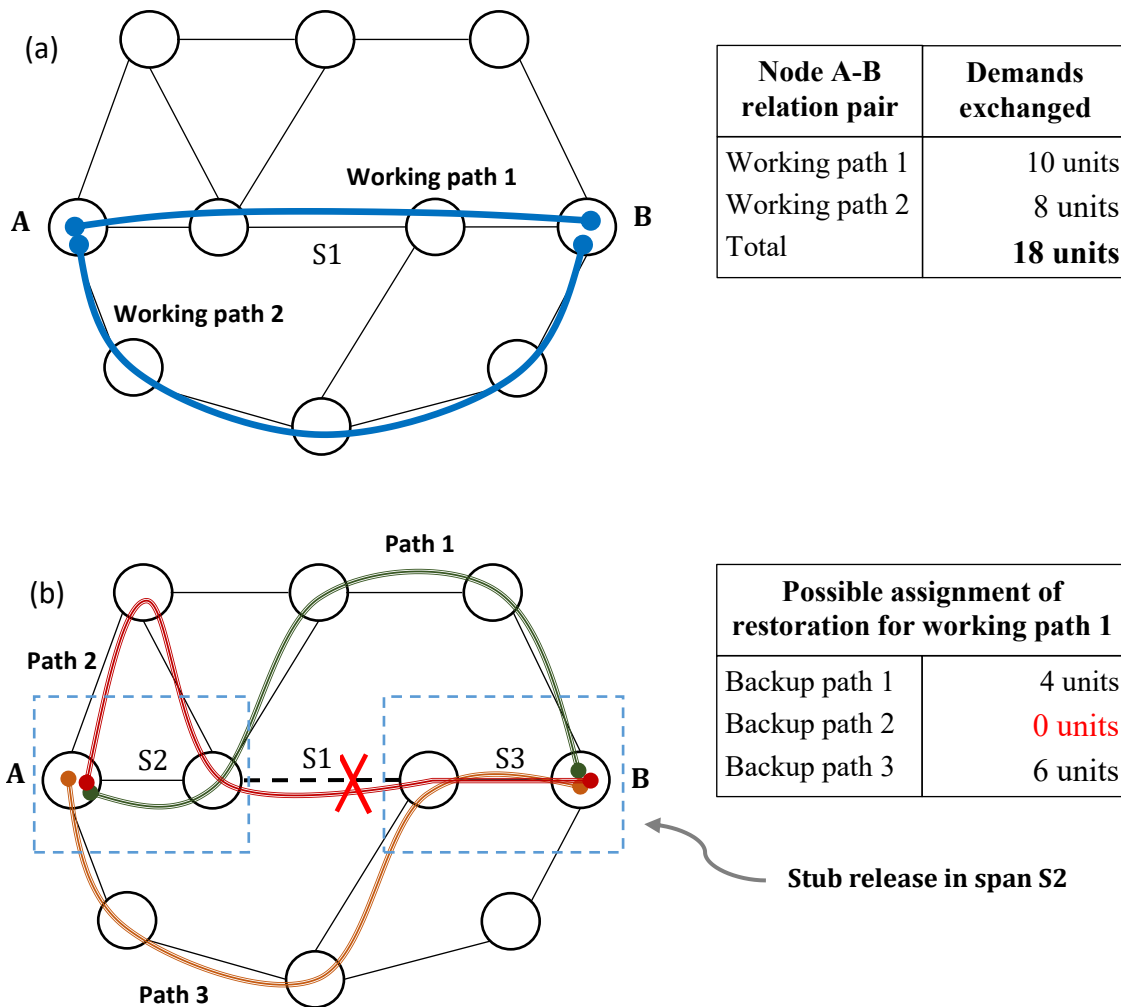 (a)
Working path 1
A
B
S1
Working path 2
Node A-B relation pair
Demands exchanged
Working path 1 10 units
Working path 2 8 units
Total 18 units
(b)
Path 1
Path 2
S2
S1
S3
A
B
Path 3
Possible assignment of
restoration for working path 1
Backup path 1 4 units
Backup path 2 0 units
Backup path 3 6 units
Stub release in span S2